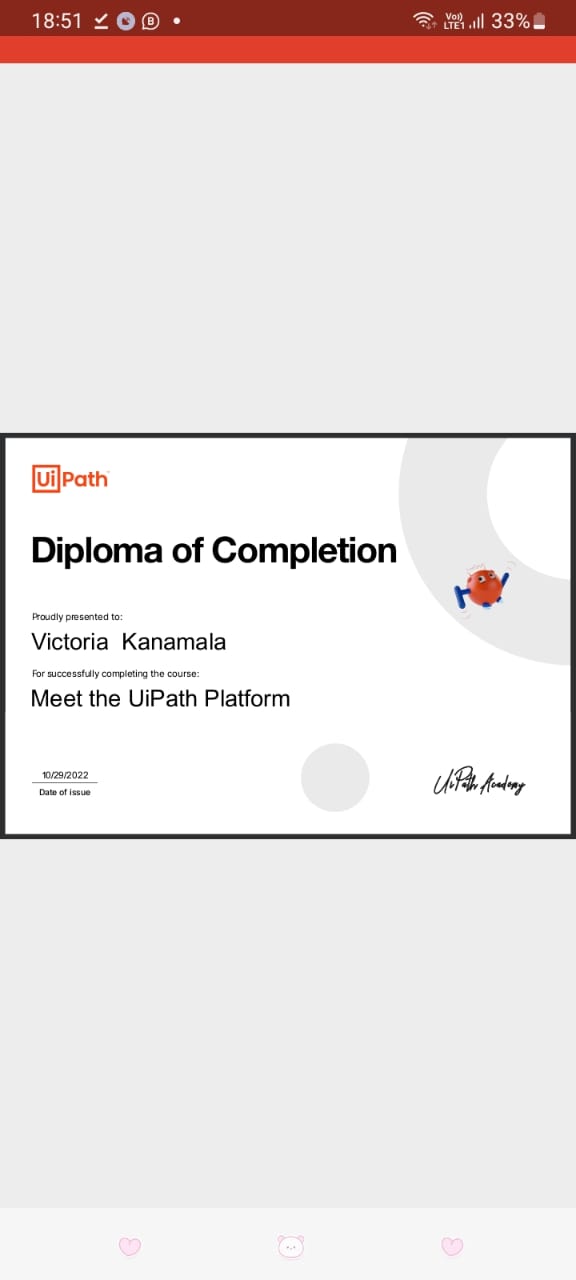 18:51
Vo)) LTE1 33%
UiPath
Diploma of Completion
Proudly presented to:
Victoria Kanamala
For successfully completing the course:
Meet the UiPath Platform
10/29/2022
Date of issue
UiPath Academy